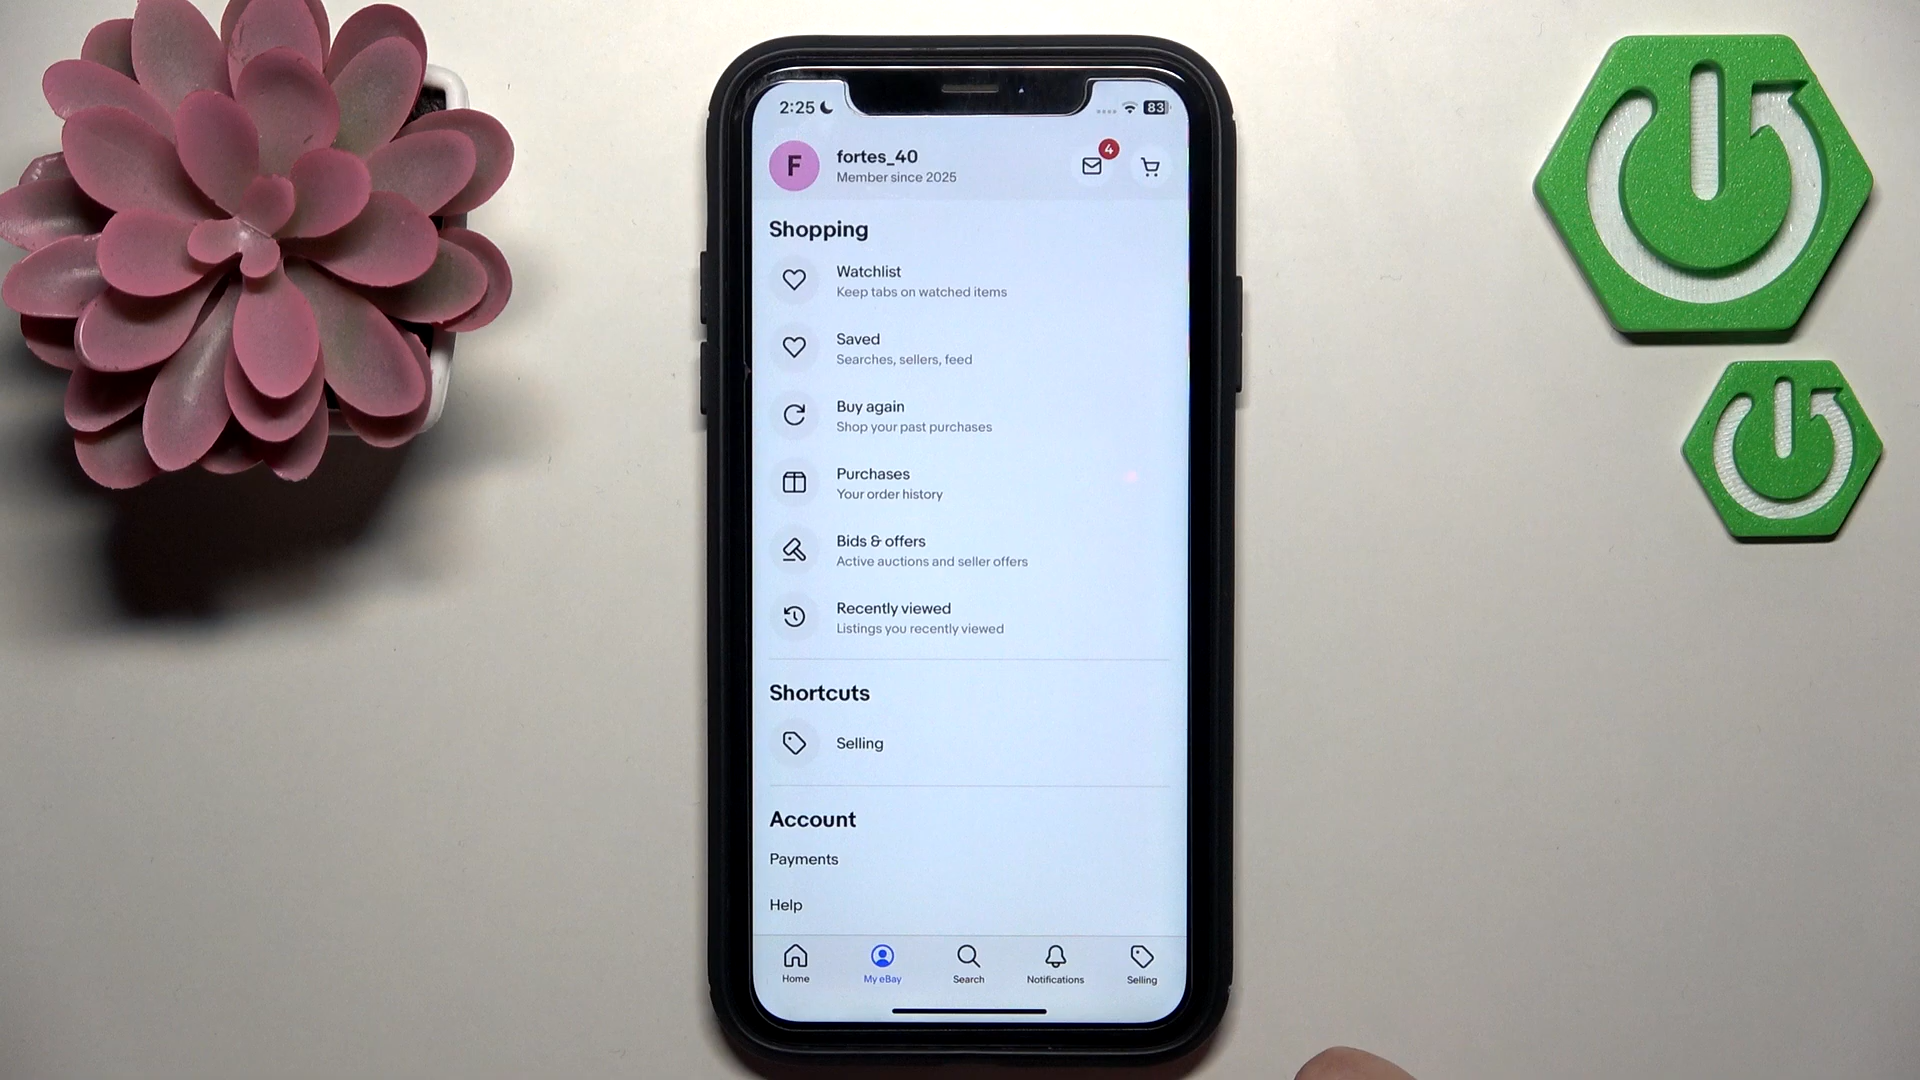 2:25
83
F
fortes_40
Member since 2025
4
Shopping
Watchlist
Keep tabs on watched items
Saved
Searches, sellers, feed
Buy again
Shop your past purchases
Purchases
Your order history
Bids & offers
Active auctions and seller offers
Recently viewed
Listings you recently viewed
Shortcuts
Selling
Account
Payments
Help
Home
My eBay
Search
Notifications
Selling